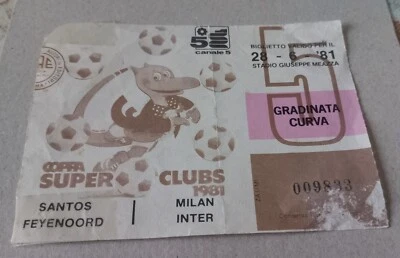 5
canale 5
BIGLIETTO VALIDO PER IL
28 - 6 - '81
STADIO GIUSEPPE MEAZZA
5
GRADINATA
CURVA
COPPA
SUPER CLUBS
1981
SANTOS
FEYENOORD
MILAN
INTER
009833